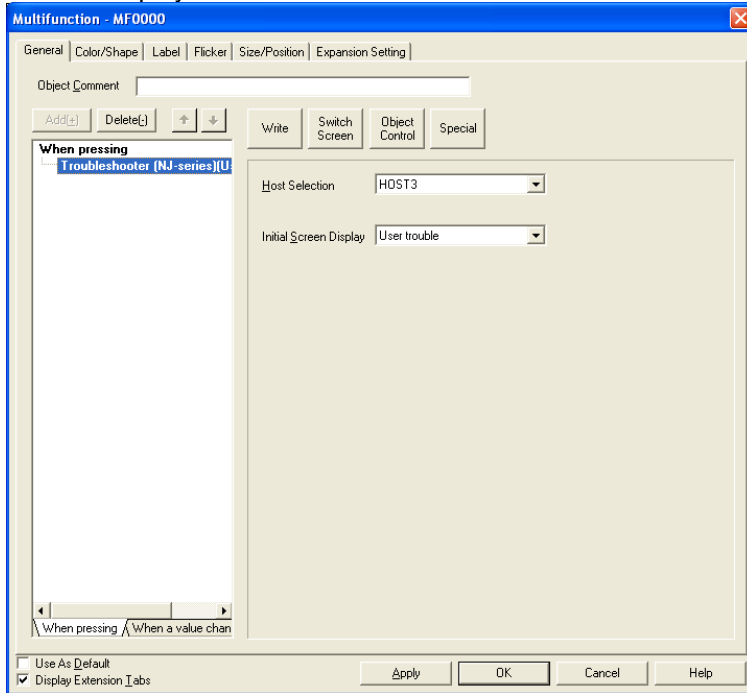 Multifunction - MF0000
General Color/Shape Label Flicker Size/Position Expansion Setting
Object Comment
Add(+) Delete(-)
Write Switch Screen Object Control Special
When pressing
Troubleshooter (NJ-series)(U
Host Selection HOST3
Initial Screen Display User trouble
When pressing When a value chan
Use As Default
Display Extension Tabs
Apply OK Cancel Help